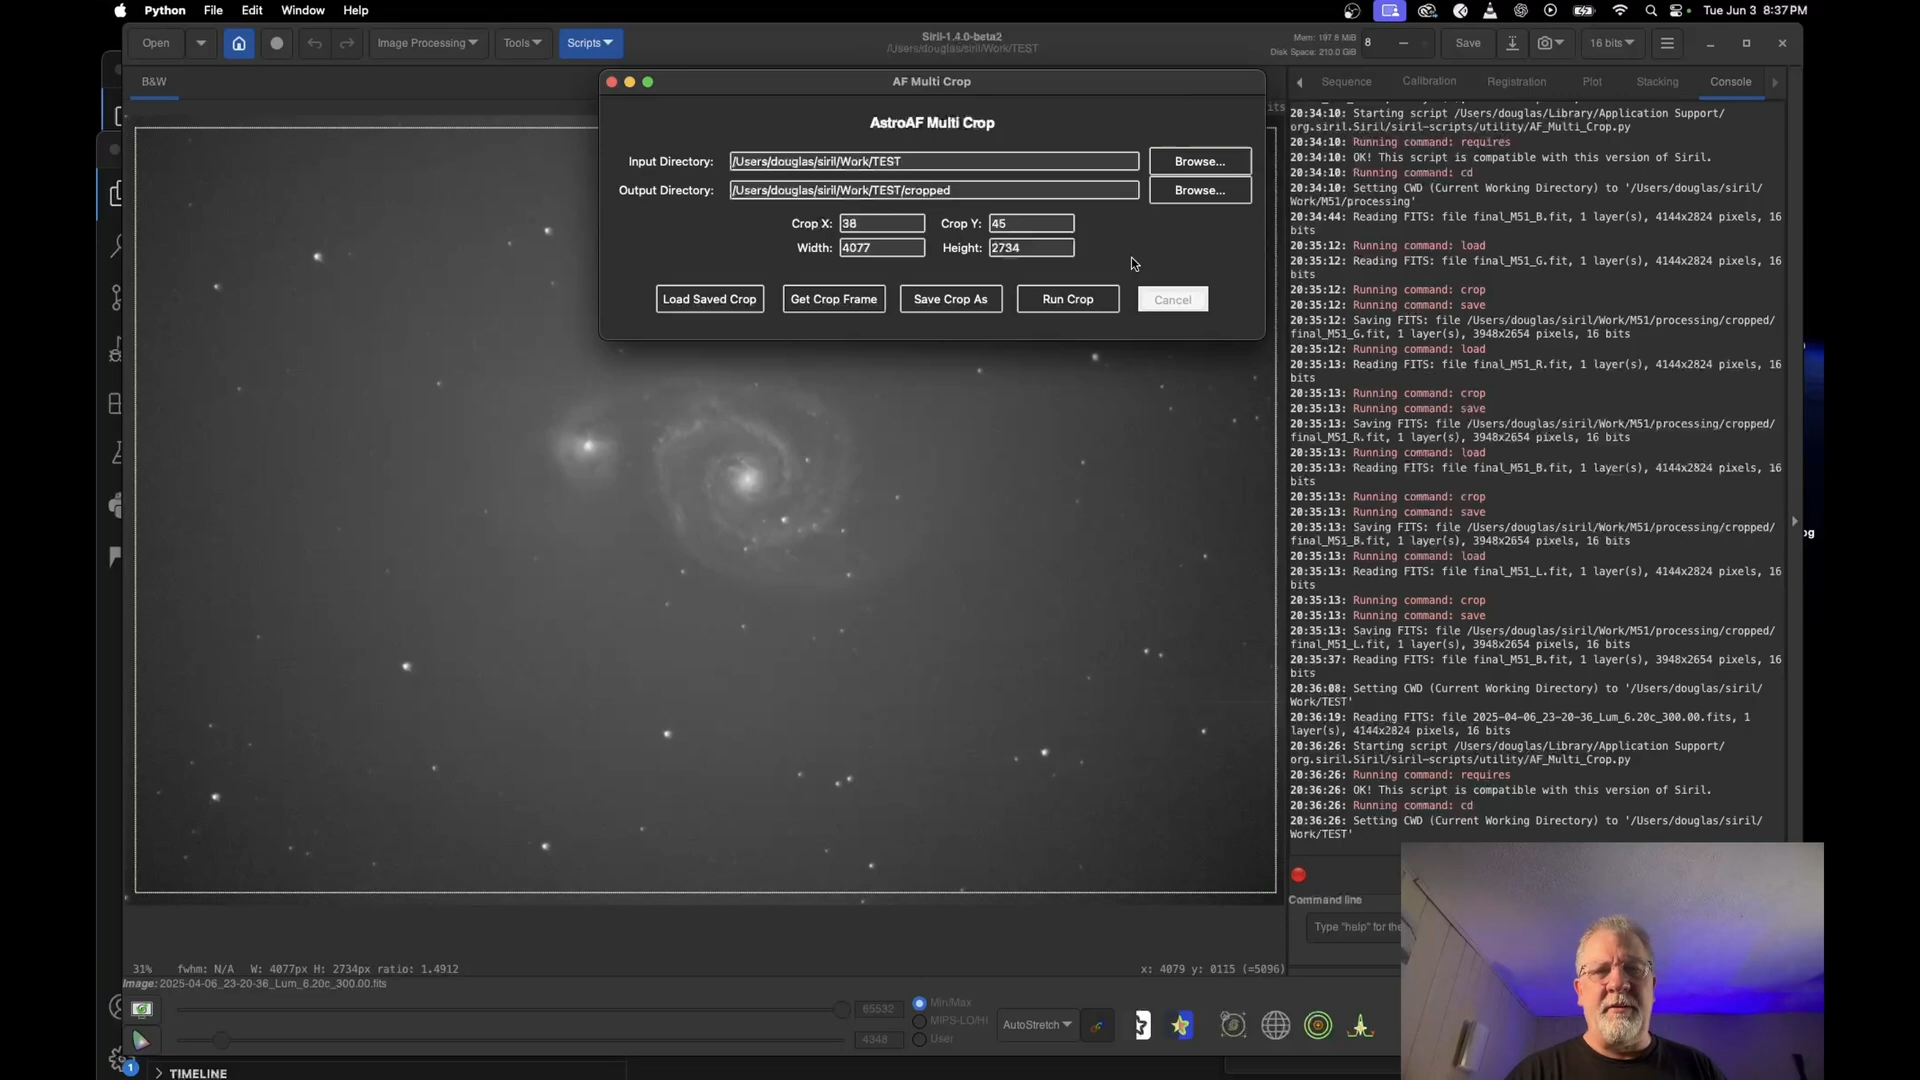 Python File Edit Window Help
Tue Jun 3 8:37 PM
Open
Image Processing
Tools
Scripts
Siril-1.4.0-beta2
/Users/douglas/siril/Work/TEST
Mem: 197.8 MiB
Disk Space: 210.0 GiB
8
Save
16 bits
B&W
AF Multi Crop
Sequence Calibration Registration Plot Stacking Console
AstroAF Multi Crop
Input Directory: /Users/douglas/siril/Work/TEST Browse...
Output Directory: /Users/douglas/siril/Work/TEST/cropped Browse...
Crop X: 38 Crop Y: 45
Width: 4077 Height: 2734
Load Saved Crop Get Crop Frame Save Crop As Run Crop Cancel
20:34:10: Starting script /Users/douglas/Library/Application Support/
org.siril.Siril/siril-scripts/utility/AF_Multi_Crop.py
20:34:10: Running command: requires
20:34:10: OK! This script is compatible with this version of Siril.
20:34:10: Running command: cd
20:34:10: Setting CWD (Current Working Directory) to '/Users/douglas/siril/
Work/M51/processing'
20:34:44: Reading FITS: file final_M51_B.fit, 1 layer(s), 4144x2824 pixels, 16
bits
20:35:12: Running command: load
20:35:12: Reading FITS: file final_M51_G.fit, 1 layer(s), 4144x2824 pixels, 16
bits
20:35:12: Running command: crop
20:35:12: Running command: save
20:35:12: Saving FITS: file /Users/douglas/siril/Work/M51/processing/cropped/
final_M51_G.fit, 1 layer(s), 3948x2654 pixels, 16 bits
20:35:12: Running command: load
20:35:13: Reading FITS: file final_M51_R.fit, 1 layer(s), 4144x2824 pixels, 16
bits
20:35:13: Running command: crop
20:35:13: Running command: save
20:35:13: Saving FITS: file /Users/douglas/siril/Work/M51/processing/cropped/
final_M51_R.fit, 1 layer(s), 3948x2654 pixels, 16 bits
20:35:13: Running command: load
20:35:13: Reading FITS: file final_M51_B.fit, 1 layer(s), 4144x2824 pixels, 16
bits
20:35:13: Running command: crop
20:35:13: Running command: save
20:35:13: Saving FITS: file /Users/douglas/siril/Work/M51/processing/cropped/
final_M51_B.fit, 1 layer(s), 3948x2654 pixels, 16 bits
20:35:13: Running command: load
20:35:13: Reading FITS: file final_M51_L.fit, 1 layer(s), 4144x2824 pixels, 16
bits
20:35:13: Running command: crop
20:35:13: Running command: save
20:35:13: Saving FITS: file /Users/douglas/siril/Work/M51/processing/cropped/
final_M51_L.fit, 1 layer(s), 3948x2654 pixels, 16 bits
20:35:37: Reading FITS: file final_M51_B.fit, 1 layer(s), 3948x2654 pixels, 16
bits
20:36:08: Setting CWD (Current Working Directory) to '/Users/douglas/siril/
Work/TEST'
20:36:19: Reading FITS: file 2025-04-06_23-20-36_Lum_6.20c_300.00.fits, 1
layer(s), 4144x2824 pixels, 16 bits
20:36:26: Starting script /Users/douglas/Library/Application Support/
org.siril.Siril/siril-scripts/utility/AF_Multi_Crop.py
20:36:26: Running command: requires
20:36:26: OK! This script is compatible with this version of Siril.
20:36:26: Running command: cd
20:36:26: Setting CWD (Current Working Directory) to '/Users/douglas/siril/
Work/TEST'
Command line
Type "help" for the
31% fwhm: N/A W: 4077px H: 2734px ratio: 1.4912
x: 4079 y: 0115 (=5096)
Image: 2025-04-06_23-20-36_Lum_6.20c_300.00.fits
65532
4348
Min/Max
MIPS-LO/HI
User
AutoStretch
1
TIMELINE